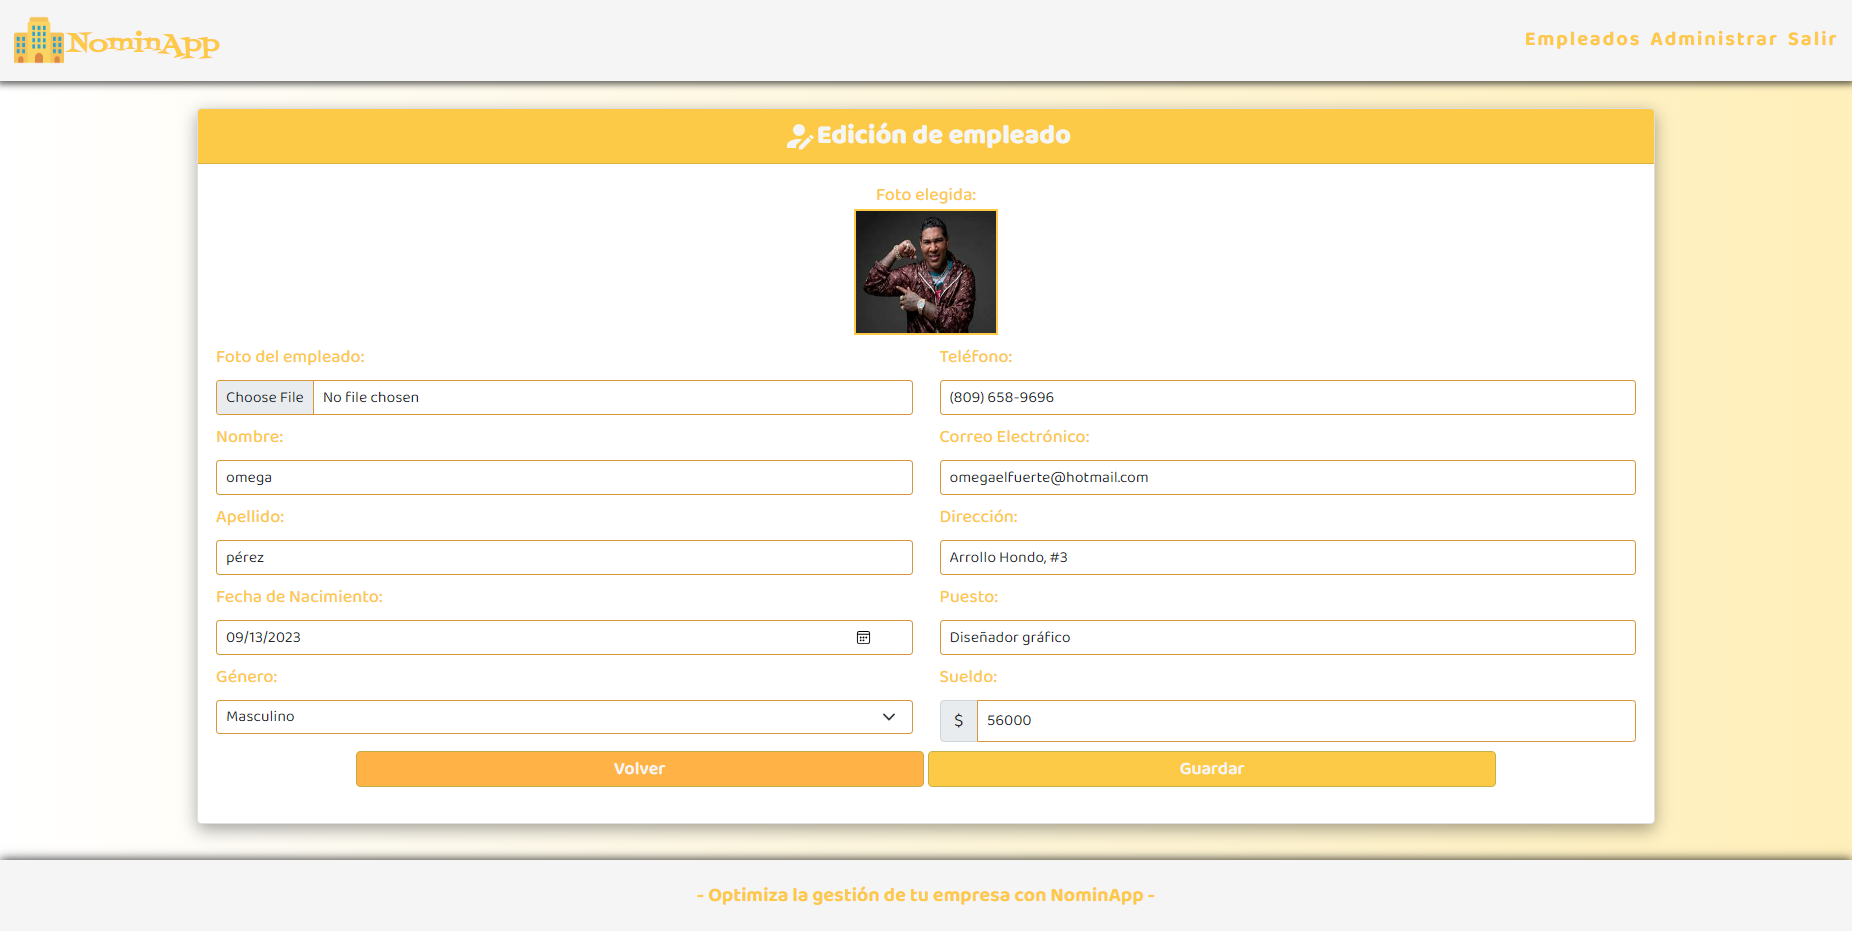 NominApp
Empleados Administrar Salir
Edición de empleado
Foto elegida:
Foto del empleado:
Choose File No file chosen
Nombre:
omega
Apellido:
pérez
Fecha de Nacimiento:
09/13/2023
Género:
Masculino
Teléfono:
(809) 658-9696
Correo Electrónico:
omegaelfuerte@hotmail.com
Dirección:
Arrollo Hondo, #3
Puesto:
Diseñador gráfico
Sueldo:
$ 56000
Volver
Guardar
- Optimiza la gestión de tu empresa con NominApp -